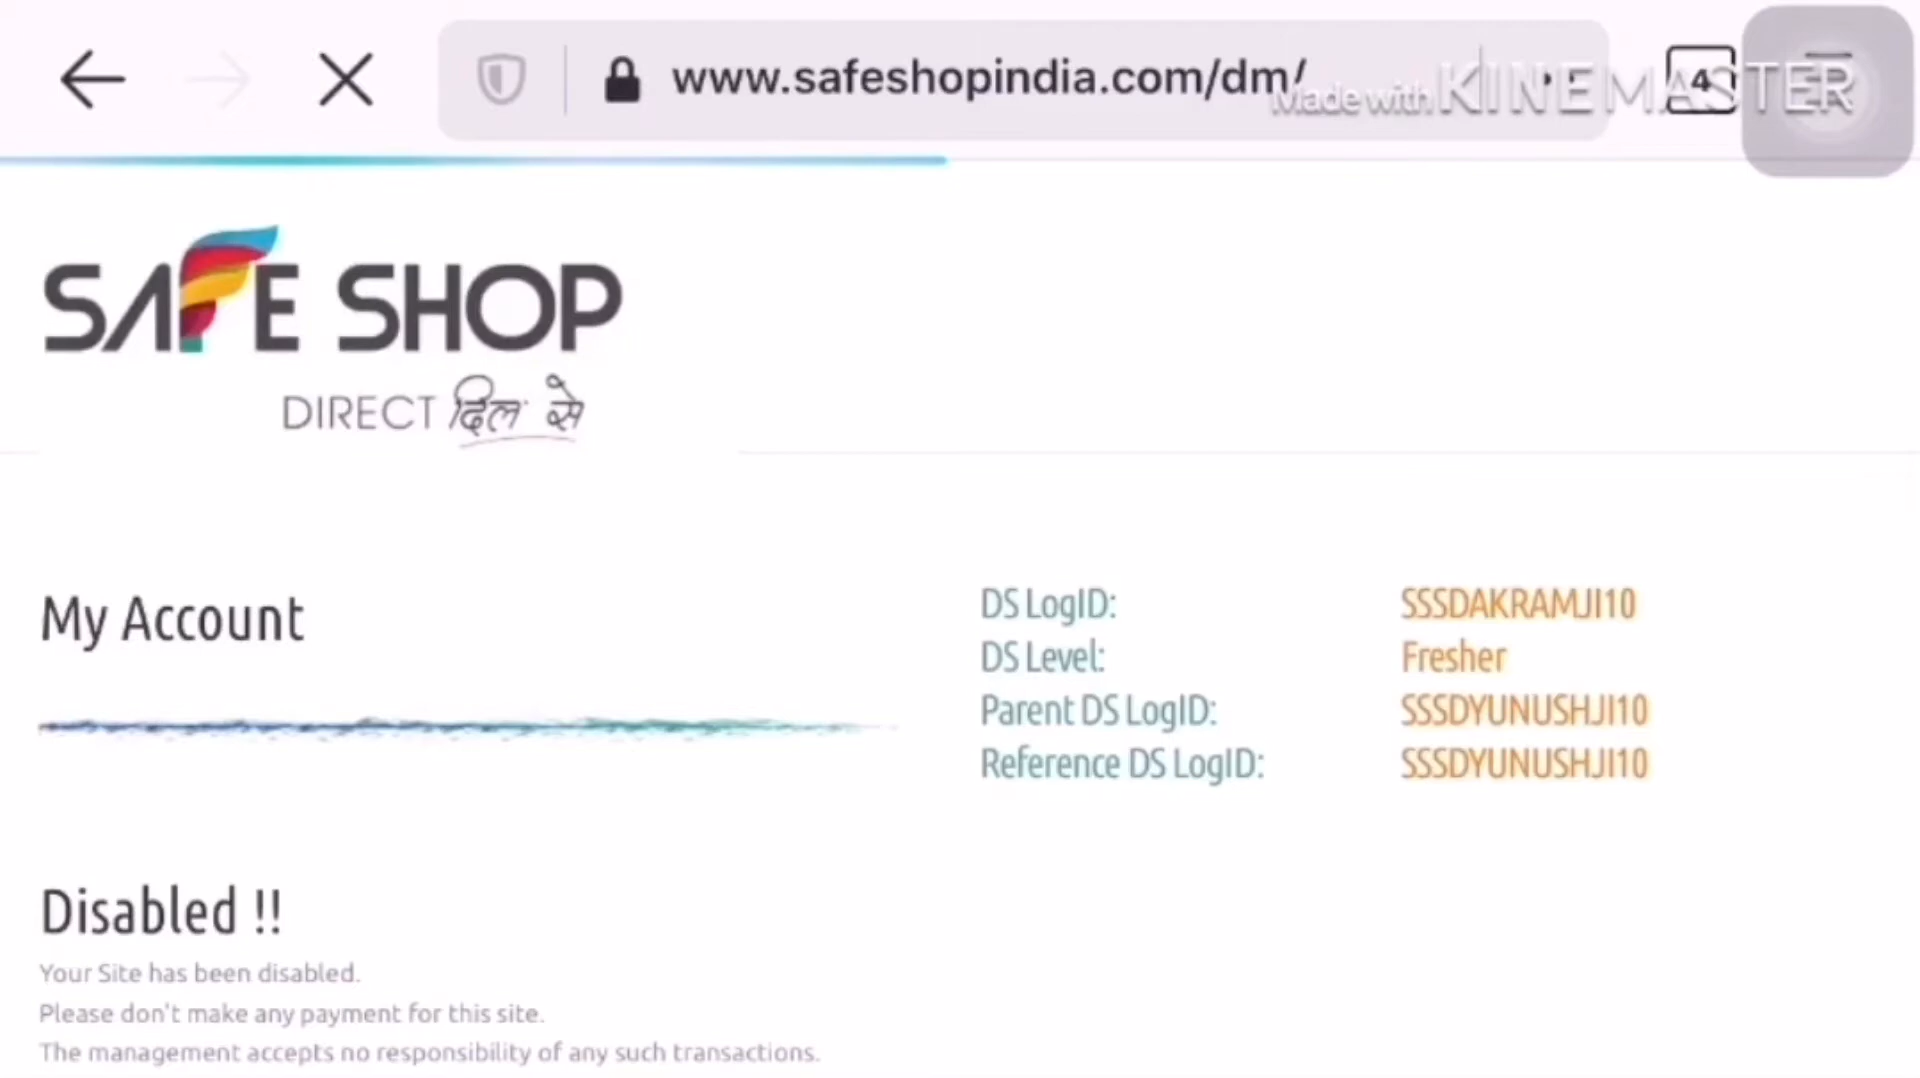 www.safeshopindia.com/dm/
4
Made with KINEMASTER
SAFE SHOP
DIRECT दिल से
My Account
DS LogID: SSSDAKRAMJI10
DS Level: Fresher
Parent DS LogID: SSSDYUNUSHJI10
Reference DS LogID: SSSDYUNUSHJI10
Disabled !!
Your Site has been disabled.
Please don't make any payment for this site.
The management accepts no responsibility of any such transactions.